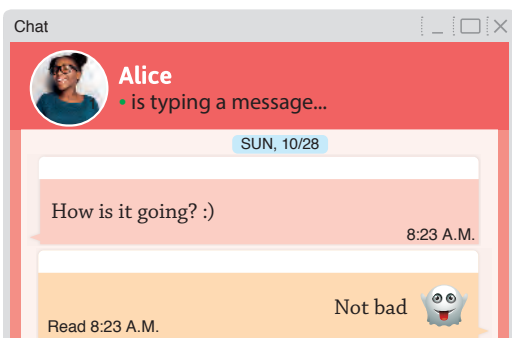 Chat
Alice
• is typing a message...
SUN, 10/28
How is it going? :)
8:23 A.M.
Not bad 👻
Read 8:23 A.M.